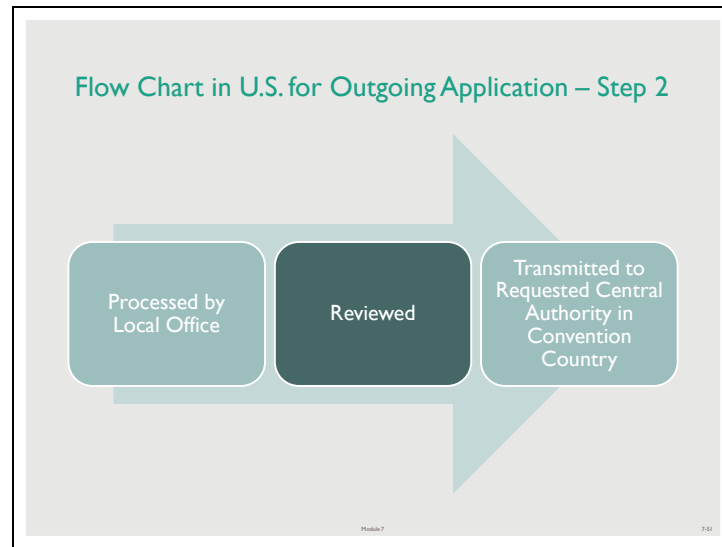 Flow Chart in U.S. for Outgoing Application – Step 2
Processed by
Local Office
Reviewed
Transmitted to
Requested Central
Authority in
Convention
Country
Module 7
7-51